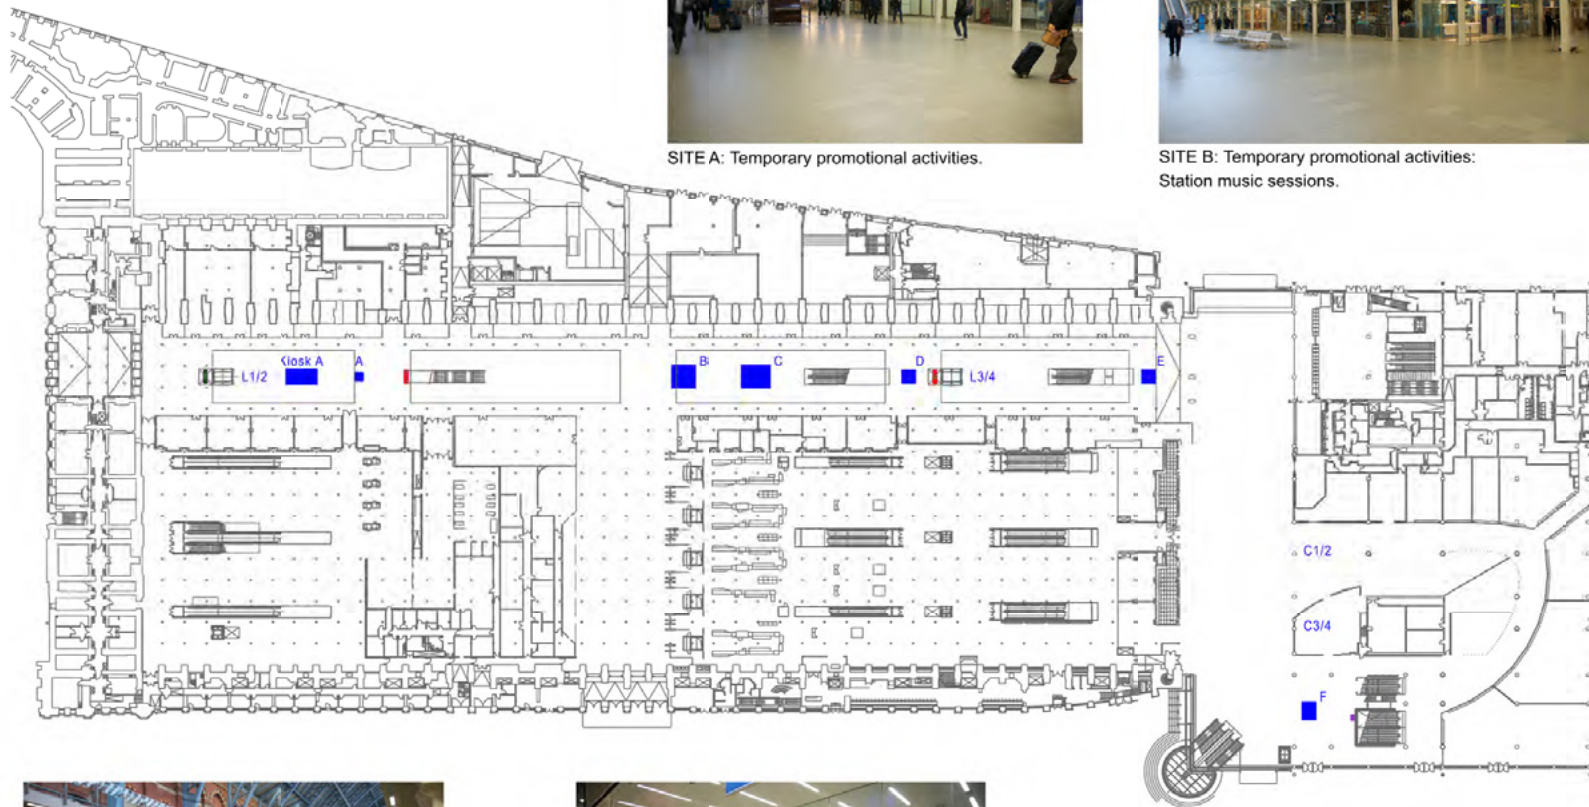 SITE A: Temporary promotional activities.
SITE B: Temporary promotional activities:
Station music sessions.
Kiosk A
A
B
C
D
E
L1/2
L3/4
C1/2
C3/4
F